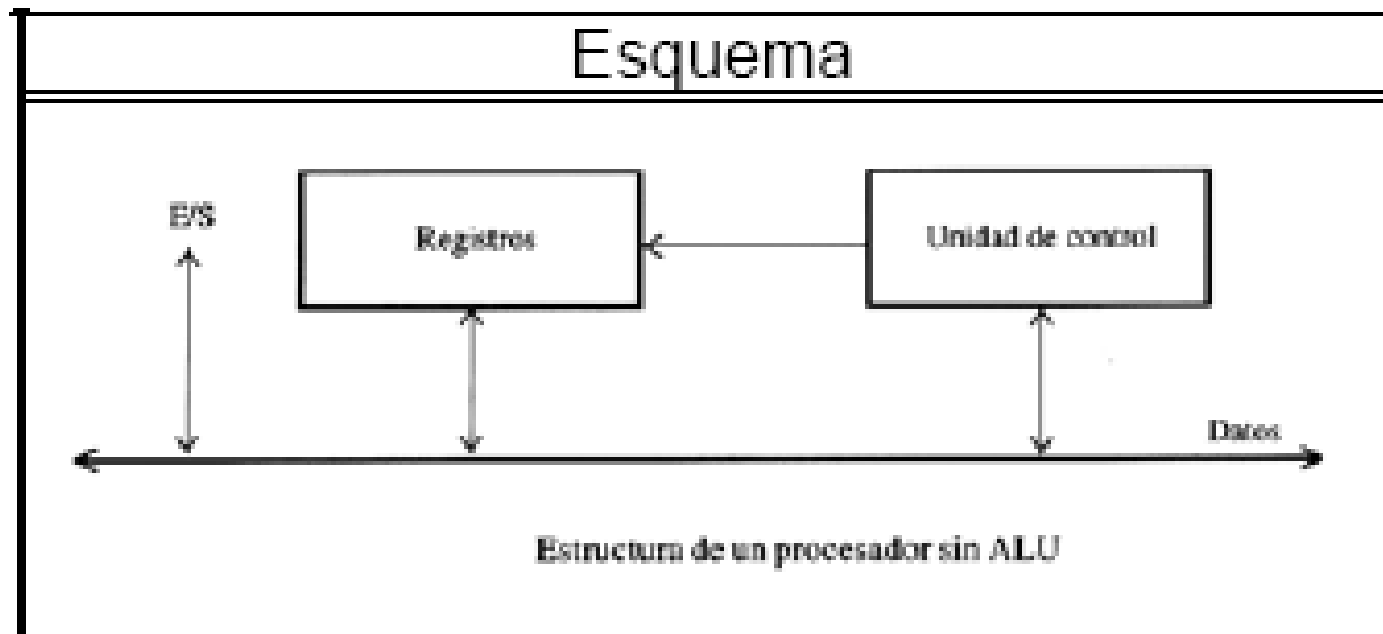 Esquema
E/S
Registros
Unidad de control
Datos
Estructura de un procesador sin ALU